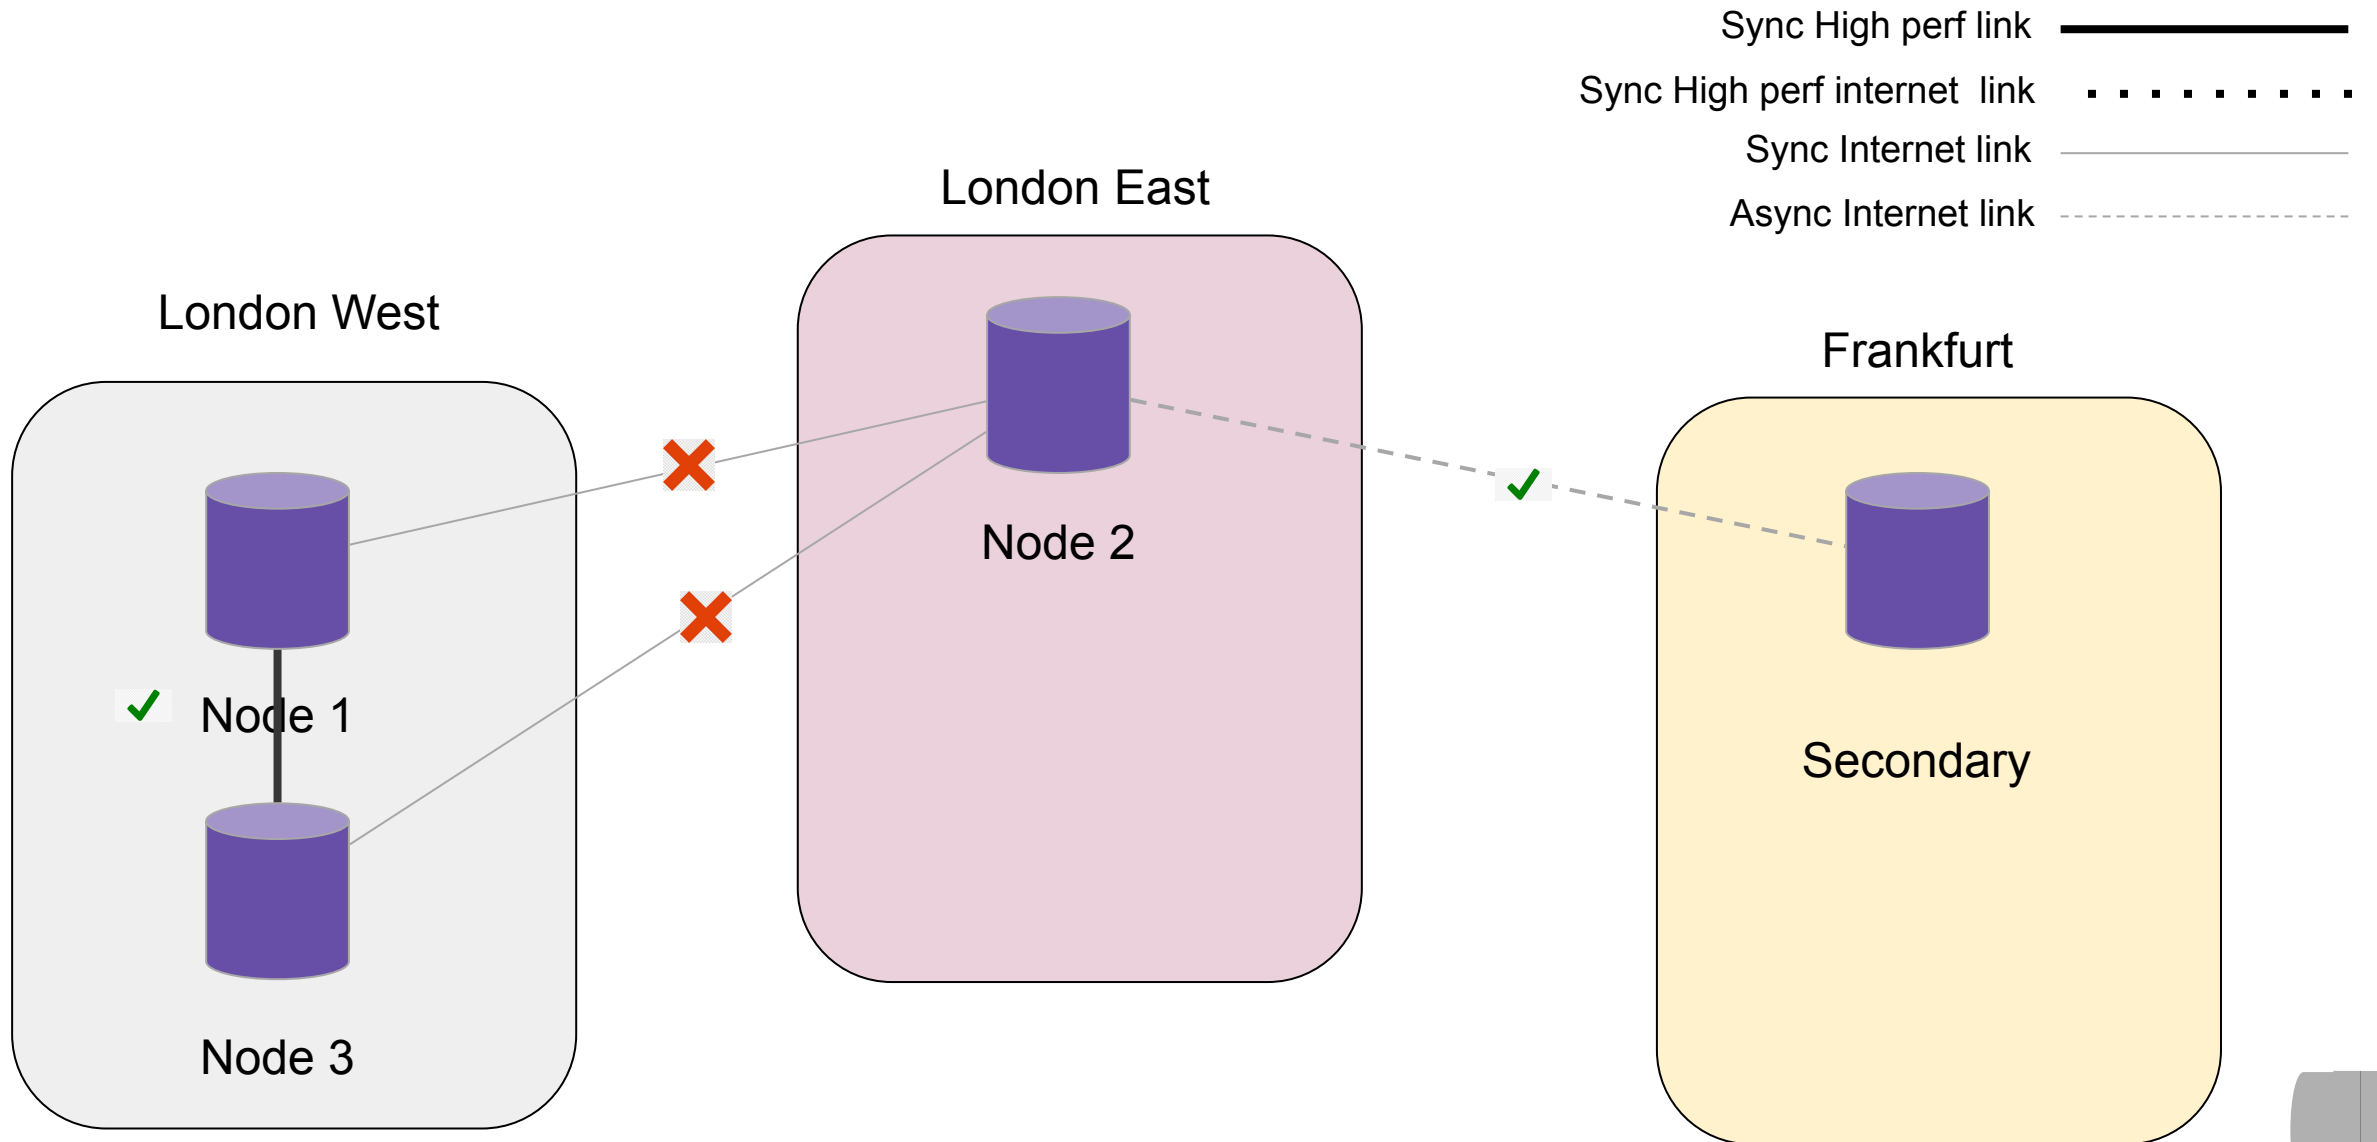 Sync High perf link
Sync High perf internet  link
Sync Internet link
Async Internet link
London East
London West
Frankfurt
Node 2
Node 1
Secondary
Node 3